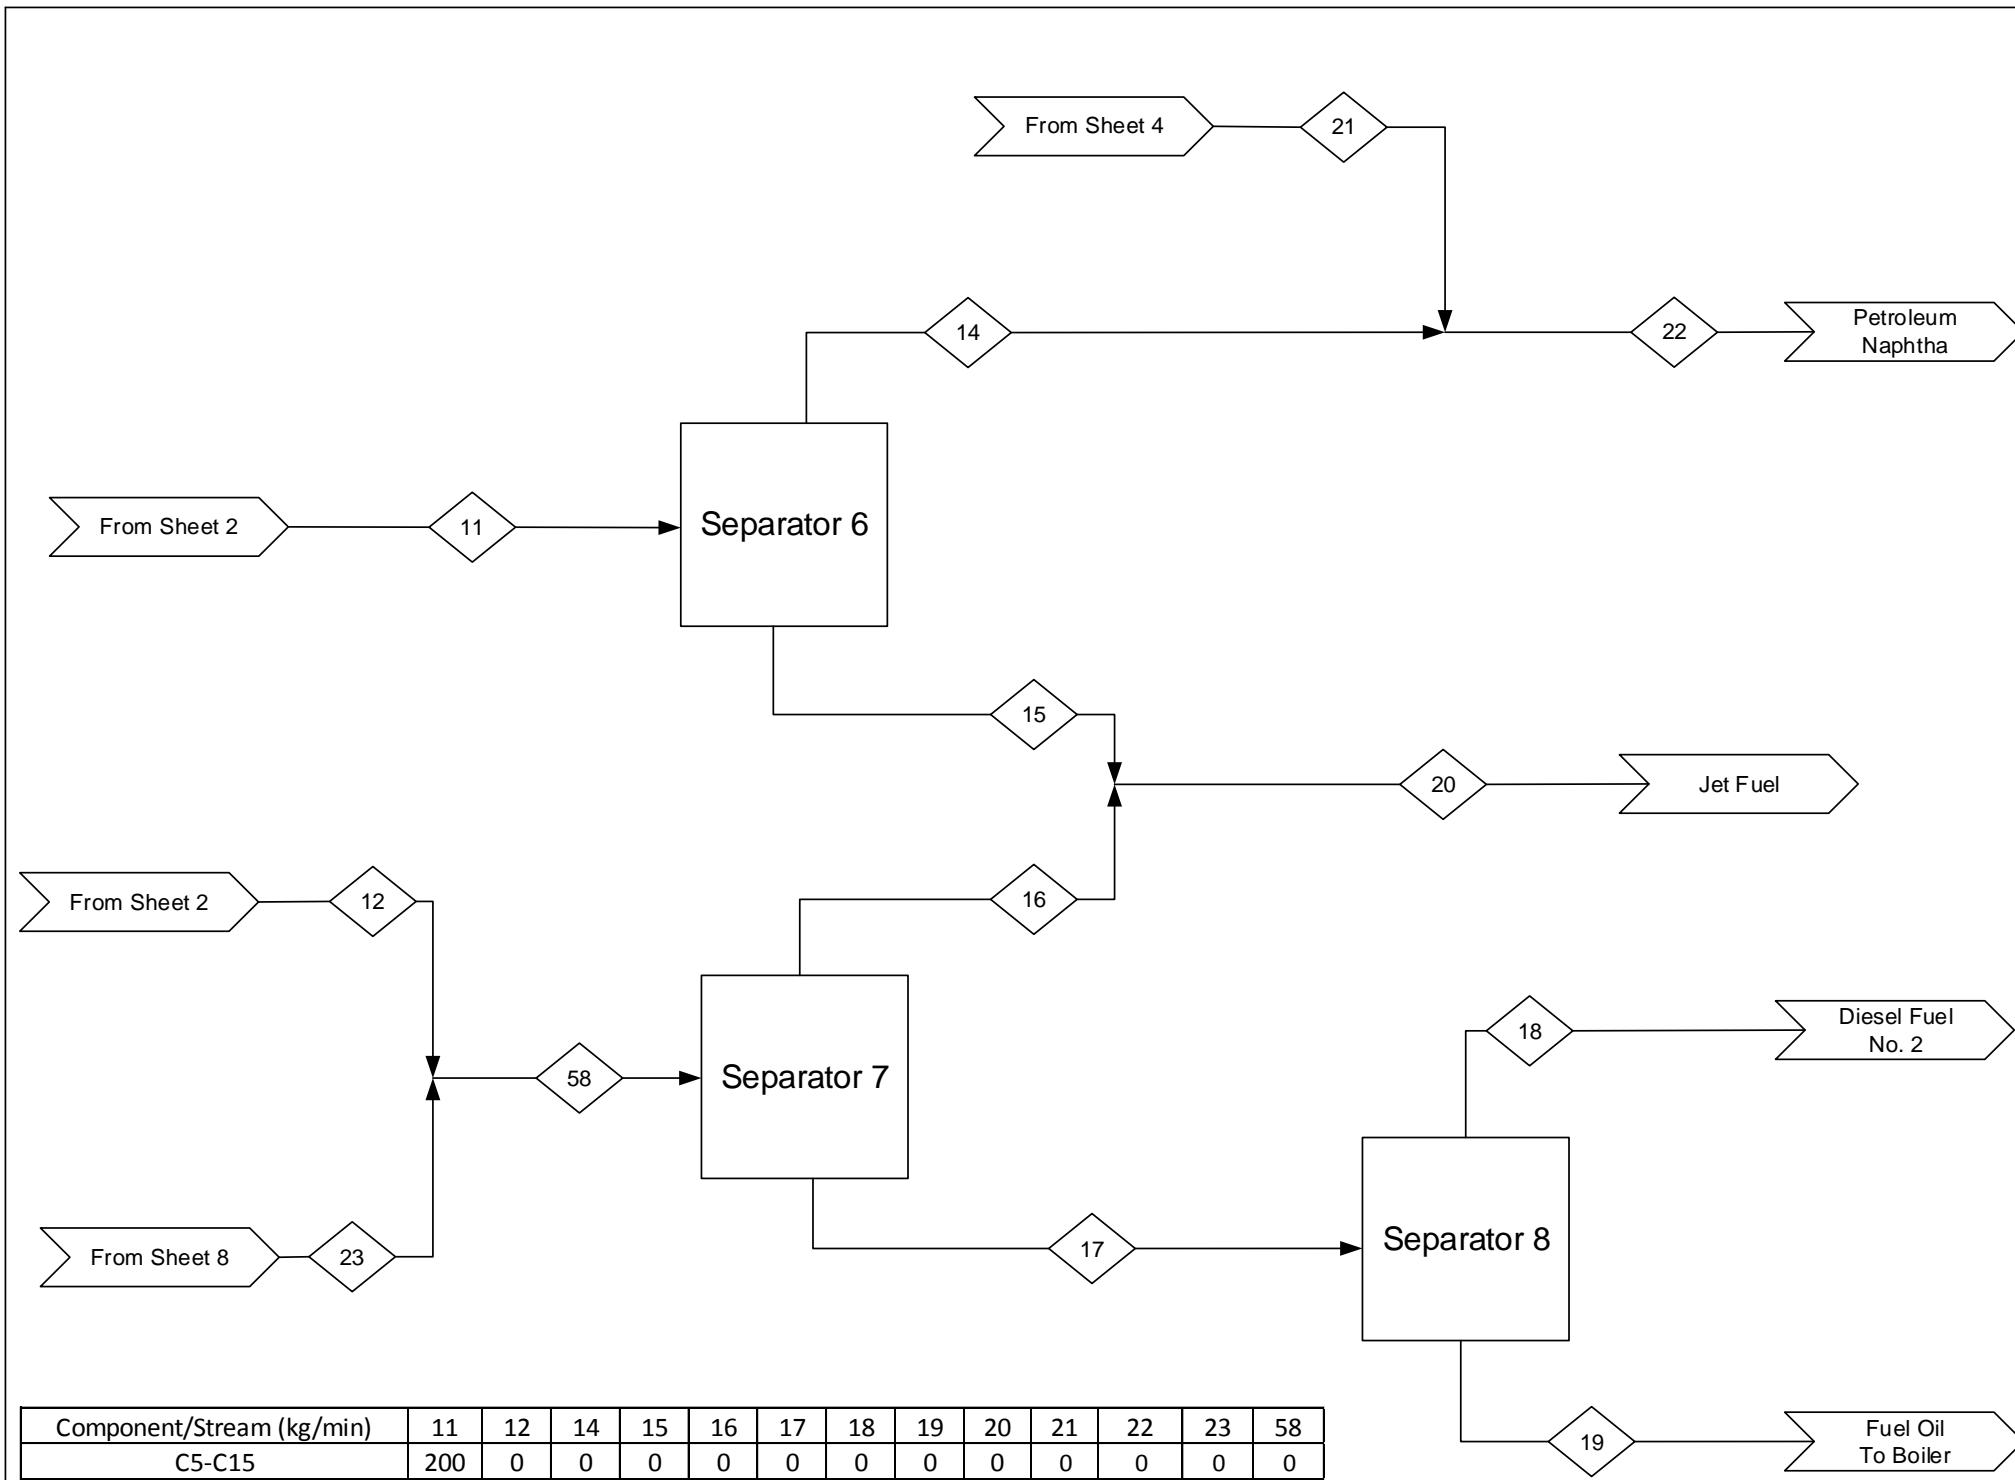 From Sheet 4
21
14
22
Petroleum
Naphtha
From Sheet 2
11
Separator 6
15
20
Jet Fuel
From Sheet 2
12
16
58
Separator 7
18
Diesel Fuel
No. 2
From Sheet 8
23
17
Separator 8
19
Fuel Oil
To Boiler
Component/Stream (kg/min) 11 12 14 15 16 17 18 19 20 21 22 23 58
C5-C15 200 0 0 0 0 0 0 0 0 0 0 0 0